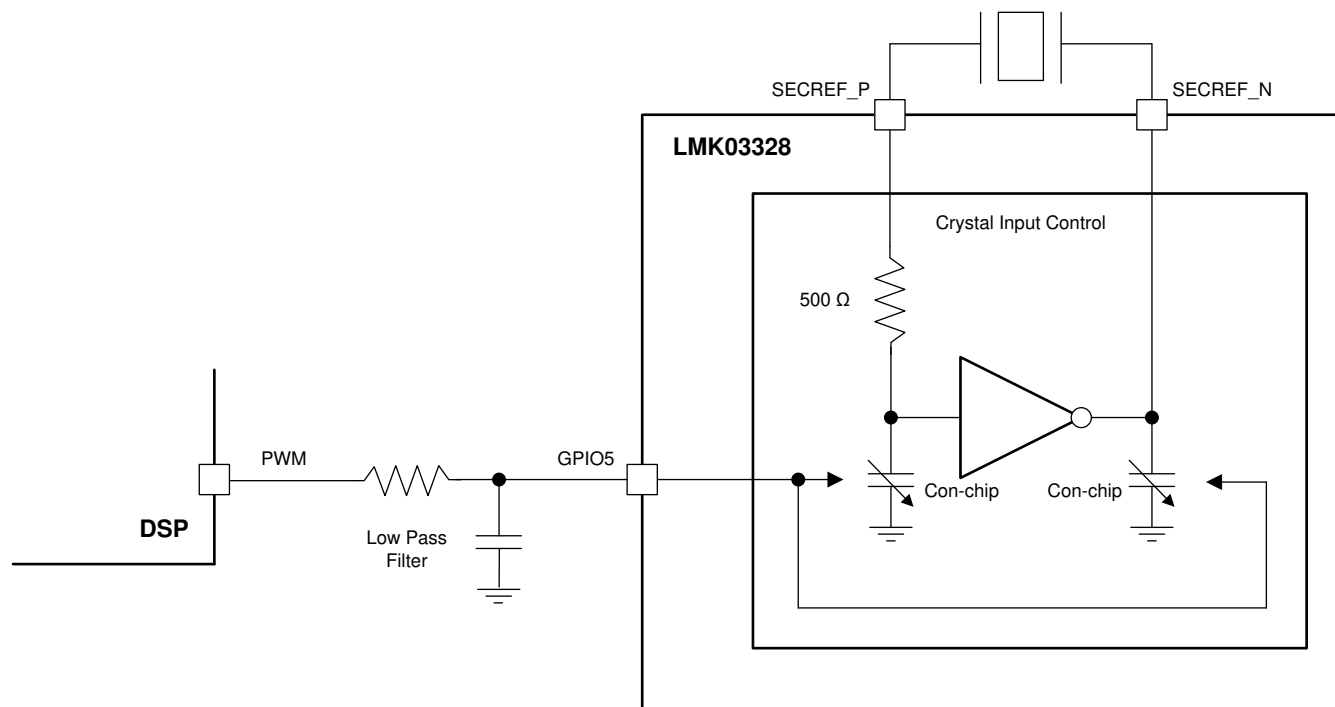 SECREF_P
SECREF_N
LMK03328
Crystal Input Control
500 Ω
PWM
GPIO5
Con-chip
Con-chip
DSP
Low Pass
Filter